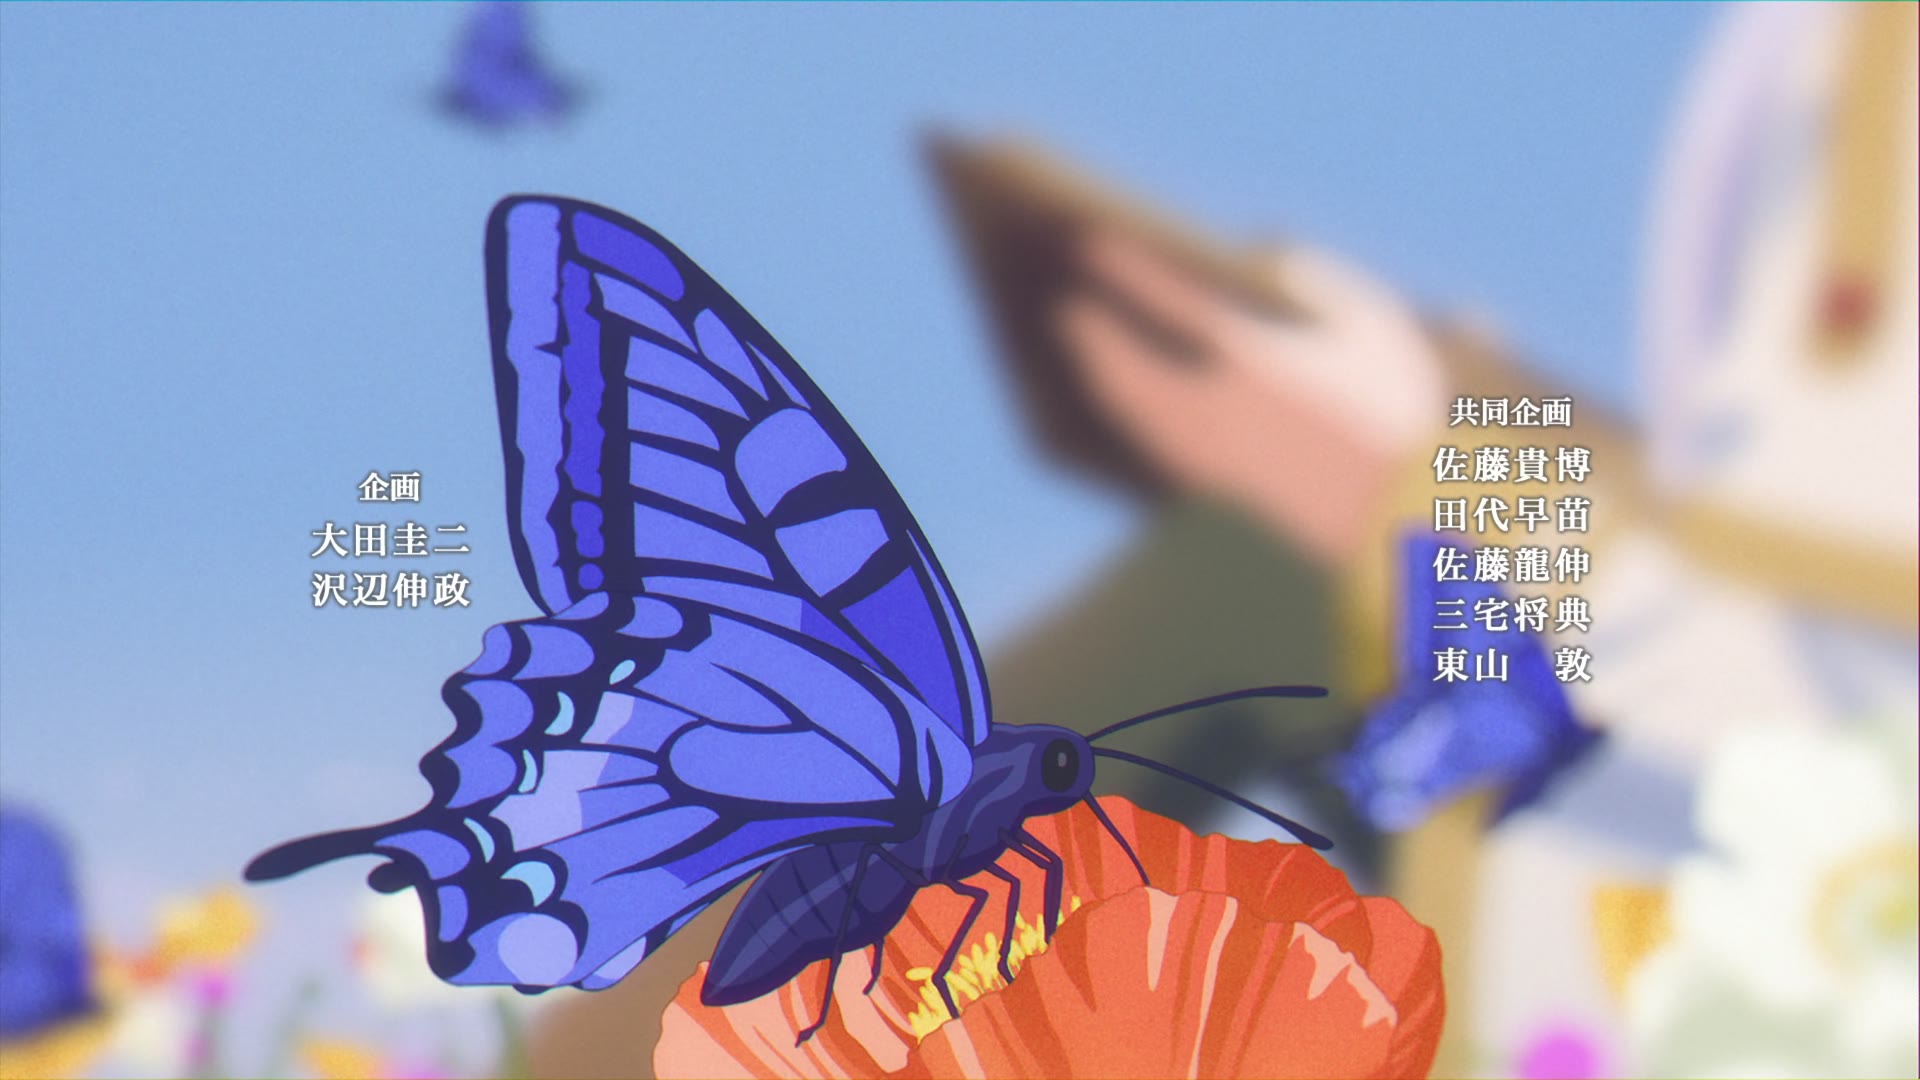 企画
大田圭二
沢辺伸政
共同企画
佐藤貴博
田代早苗
佐藤龍伸
三宅将典
東山　敦